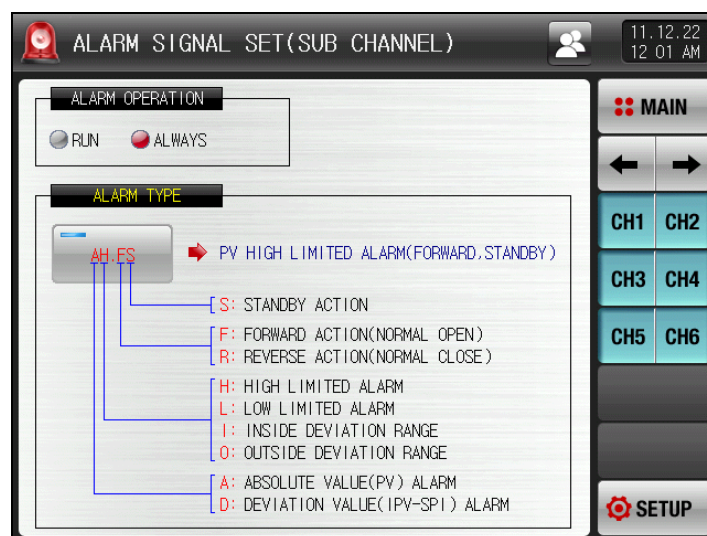 ALARM SIGNAL SET(SUB CHANNEL)
11.12.22
12 01 AM
ALARM OPERATION
RUN ALWAYS
ALARM TYPE
AH.FS PV HIGH LIMITED ALARM(FORWARD,STANDBY)
S: STANDBY ACTION
F: FORWARD ACTION(NORMAL OPEN)
R: REVERSE ACTION(NORMAL CLOSE)
H: HIGH LIMITED ALARM
L: LOW LIMITED ALARM
I: INSIDE DEVIATION RANGE
O: OUTSIDE DEVIATION RANGE
A: ABSOLUTE VALUE(PV) ALARM
D: DEVIATION VALUE(IPV-SPI) ALARM
MAIN
CH1 CH2
CH3 CH4
CH5 CH6
SETUP